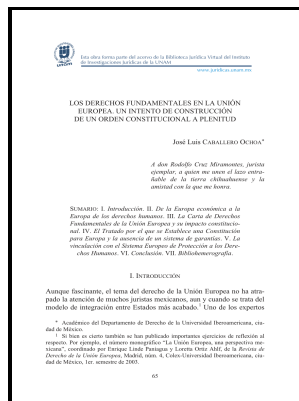 Esta obra forma parte del acervo de la Biblioteca Jurídica Virtual del Instituto
de Investigaciones Jurídicas de la UNAM
www.juridicas.unam.mx
UNAM
LOS DERECHOS FUNDAMENTALES EN LA UNIÓN
EUROPEA. UN INTENTO DE CONSTRUCCIÓN
DE UN ORDEN CONSTITUCIONAL A PLENITUD
José Luis CABALLERO OCHOA*
A don Rodolfo Cruz Miramontes, jurista
ejemplar, a quien me unen el lazo entra-
ñable de la tierra chihuahuense y la
amistad con la que me honra.
SUMARIO: I. Introducción. II. De la Europa económica a la
Europa de los derechos humanos. III. La Carta de Derechos
Fundamentales de la Unión Europea y su impacto constitucio-
nal. IV. El Tratado por el que se Establece una Constitución
para Europa y la ausencia de un sistema de garantías. V. La
vinculación con el Sistema Europeo de Protección a los Dere-
chos Humanos. VI. Conclusión. VII. Bibliohemerografía.
I. INTRODUCCIÓN
Aunque fascinante, el tema del derecho de la Unión Europea no ha atra-
pado la atención de muchos juristas mexicanos, aun y cuando se trata del
modelo de integración entre Estados más acabado.1 Uno de los expertos
* Académico del Departamento de Derecho de la Universidad Iberoamericana, ciu-
dad de México.
1 Si bien es cierto también se han publicado importantes ejercicios de reflexión al
respecto. Por ejemplo, el número monográfico "La Unión Europea, una perspectiva me-
xicana", coordinado por Enrique Linde Paniagua y Loretta Ortiz Ahlf, de la Revista de
Derecho de la Unión Europea, Madrid, núm. 4, Colex-Universidad Iberoamericana, ciu-
dad de México, 1er. semestre de 2003.
65